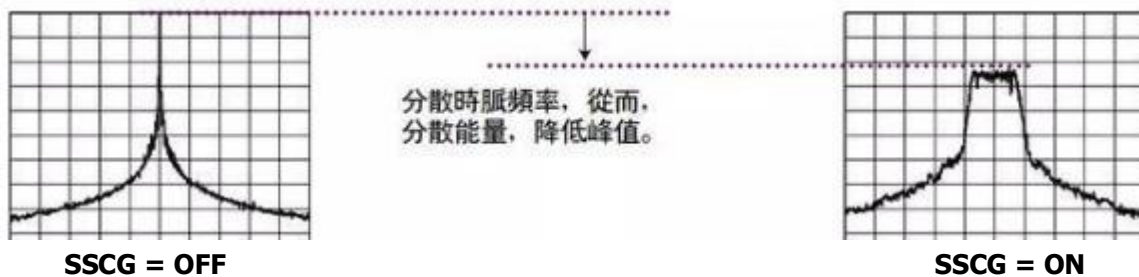 分散時脈頻率，從而，
分散能量，降低峰值。
SSCG = OFF
SSCG = ON